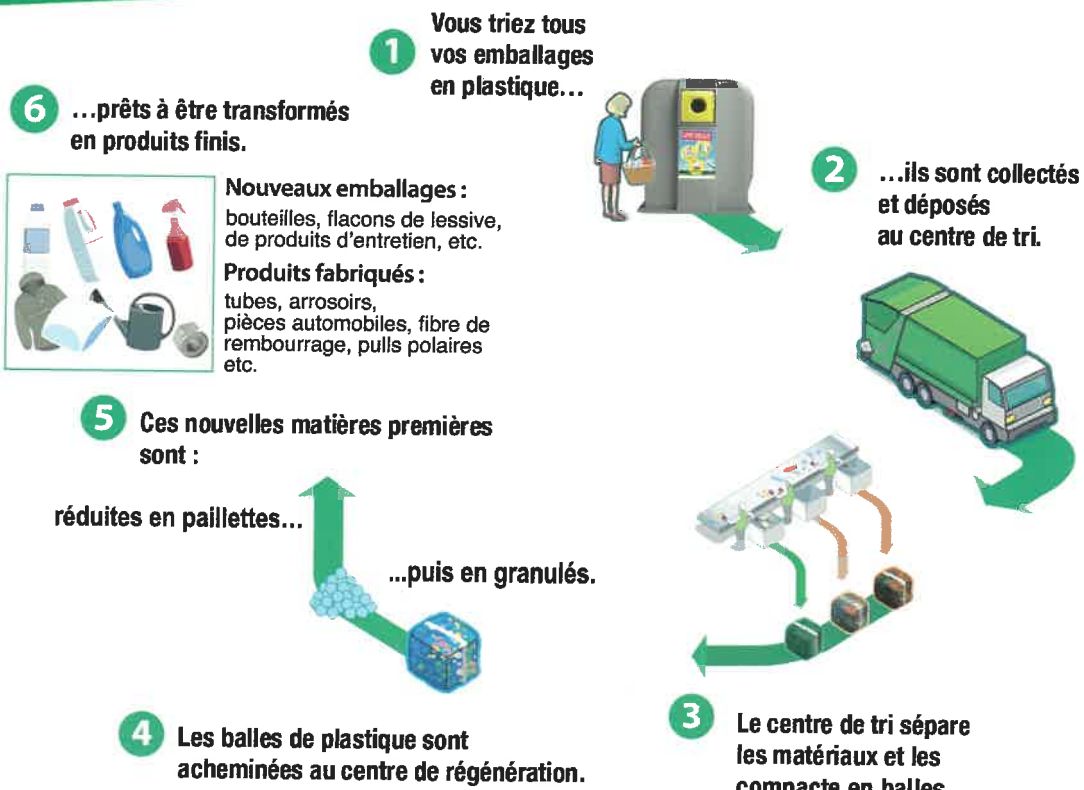 1
Vous triez tous
vos emballages
en plastique...
2
...ils sont collectés
et déposés
au centre de tri.
3
Le centre de tri sépare
les matériaux et les
compacte en balles
4
Les balles de plastique sont
acheminées au centre de régénération.
5
Ces nouvelles matières premières
sont :
réduites en paillettes...
...puis en granulés.
6
...prêts à être transformés
en produits finis.
Nouveaux emballages :
bouteilles, flacons de lessive,
de produits d'entretien, etc.
Produits fabriqués :
tubes, arrosoirs,
pièces automobiles, fibre de
rembourrage, pulls polaires
etc.